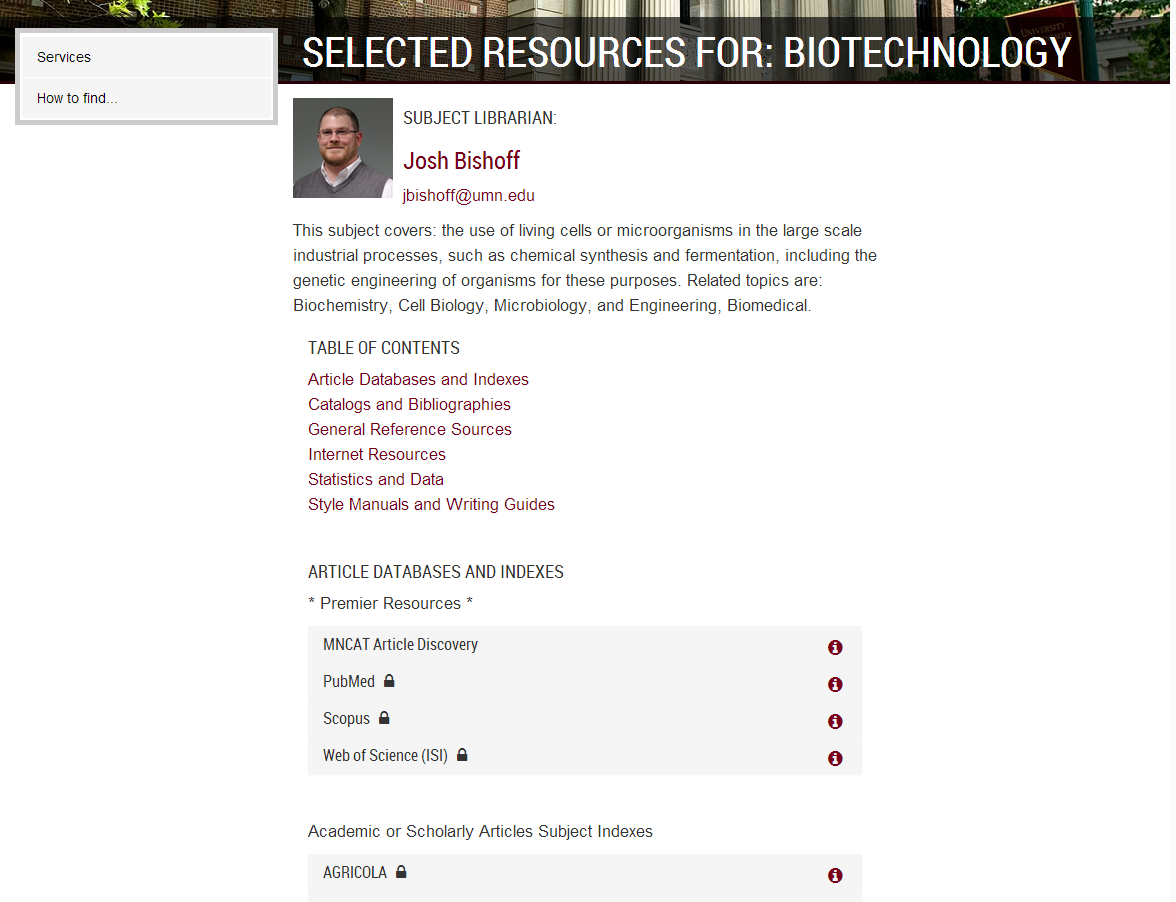 SELECTED RESOURCES FOR: BIOTECHNOLOGY
UNIVERSITY
Services
How to find...
SUBJECT LIBRARIAN:
Josh Bishoff
jbishoff@umn.edu
This subject covers: the use of living cells or microorganisms in the large scale
industrial processes, such as chemical synthesis and fermentation, including the
genetic engineering of organisms for these purposes. Related topics are:
Biochemistry, Cell Biology, Microbiology, and Engineering, Biomedical.
TABLE OF CONTENTS
Article Databases and Indexes
Catalogs and Bibliographies
General Reference Sources
Internet Resources
Statistics and Data
Style Manuals and Writing Guides
ARTICLE DATABASES AND INDEXES
* Premier Resources *
MNCAT Article Discovery
PubMed
Scopus
Web of Science (ISI)
Academic or Scholarly Articles Subject Indexes
AGRICOLA